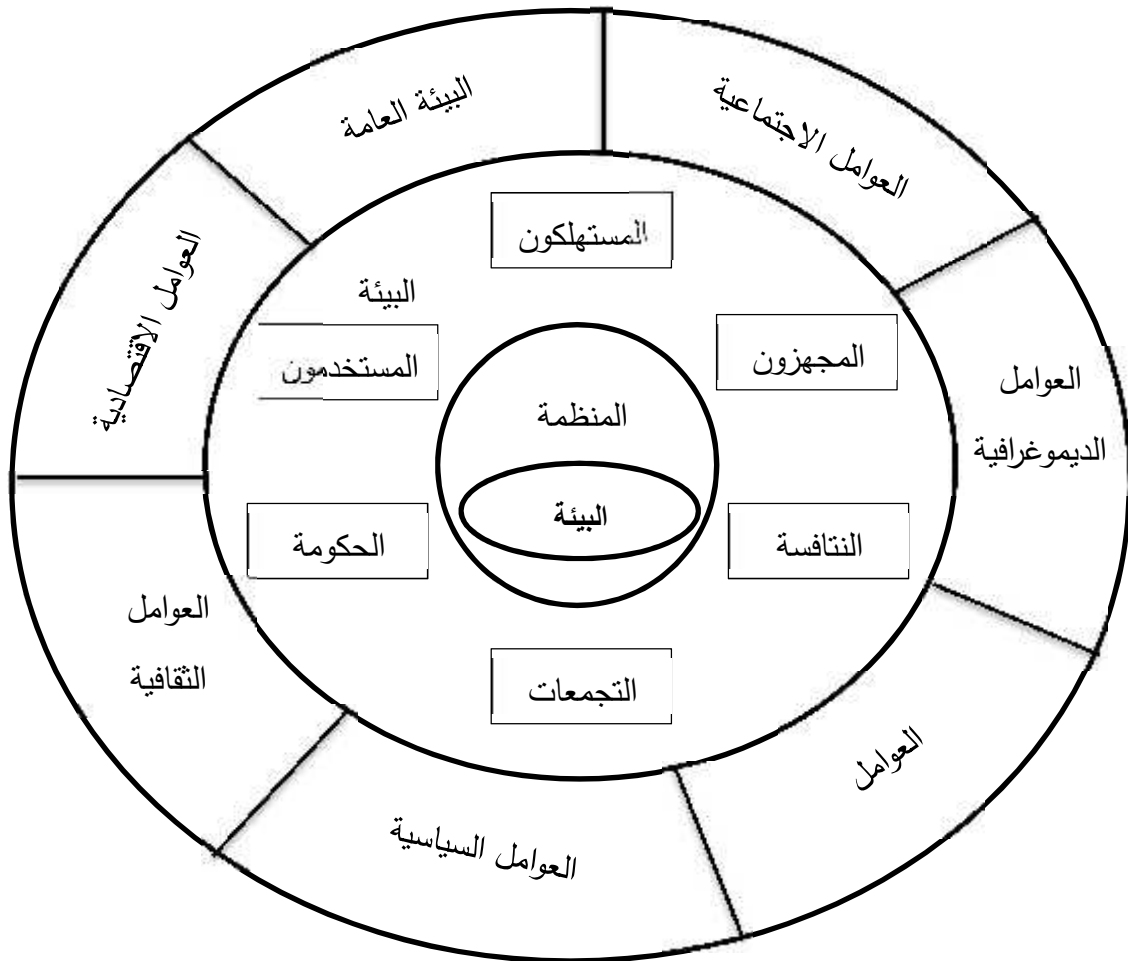 البيئة العامة
العوامل الاجتماعية
العوامل الاقتصادية
العوامل
الديموغرافية
العوامل
العوامل السياسية
العوامل
الثقافية
المستهلكون
البيئة
المستخدمون
المجهزون
المنظمة
البيئة
الحكومة
النتافسة
التجمعات